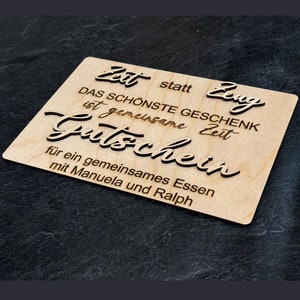 Zeit statt Zeug
DAS SCHÖNSTE GESCHENK
ist gemeinsame Zeit
Gutschein
für ein gemeinsames Essen
mit Manuela und Ralph